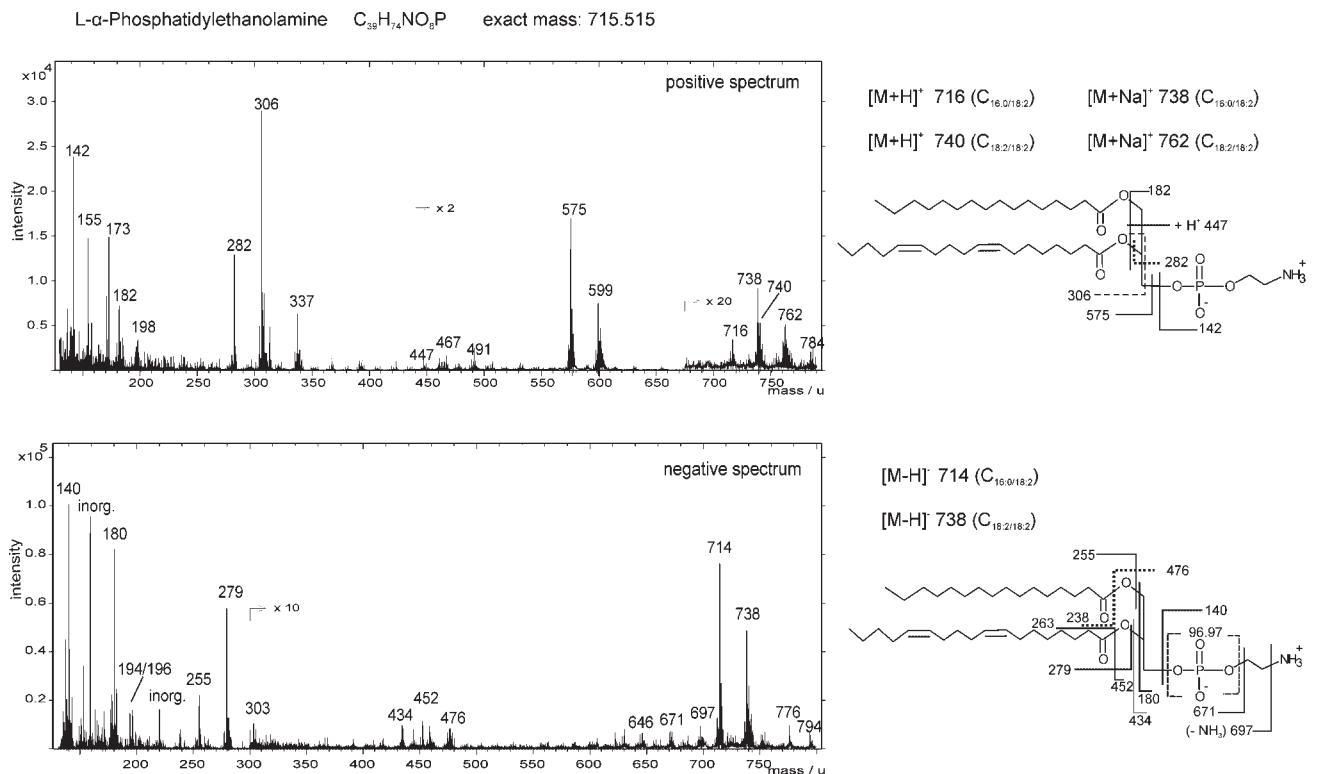 L-α-Phosphatidylethanolamine C₃₉H₇₄NO₈P exact mass: 715.515
positive spectrum
x10⁴
intensity
3.0
2.5
2.0
1.5
1.0
0.5
142
155
173
182
198
282
306
337
x 2
447
467
491
575
599
x 20
716
738
740
762
784
200 250 300 350 400 450 500 550 600 650 700 750
mass / u
[M+H]⁺ 716 (C₁₆:₀/₁₈:₂) [M+Na]⁺ 738 (C₁₆:₀/₁₈:₂)
[M+H]⁺ 740 (C₁₈:₂/₁₈:₂) [M+Na]⁺ 762 (C₁₈:₂/₁₈:₂)
182
O
+ H⁺ 447
O
O
282
O
O
+
O P O NH₃
306
O
-
575
142
negative spectrum
x10⁵
intensity
1.0
0.8
0.6
0.4
0.2
140
inorg.
180
194/196
inorg.
255
279
x 10
303
434
452
476
646
671
697
714
738
776
794
200 250 300 350 400 450 500 550 600 650 700 750 800
mass / u
[M-H]⁻ 714 (C₁₆:₀/₁₈:₂)
[M-H]⁻ 738 (C₁₈:₂/₁₈:₂)
255
476
O
O
238
263
O
140
96.97
O
O
+
O P O NH₃
279
O
-
452
180
434
671
(- NH₃) 697